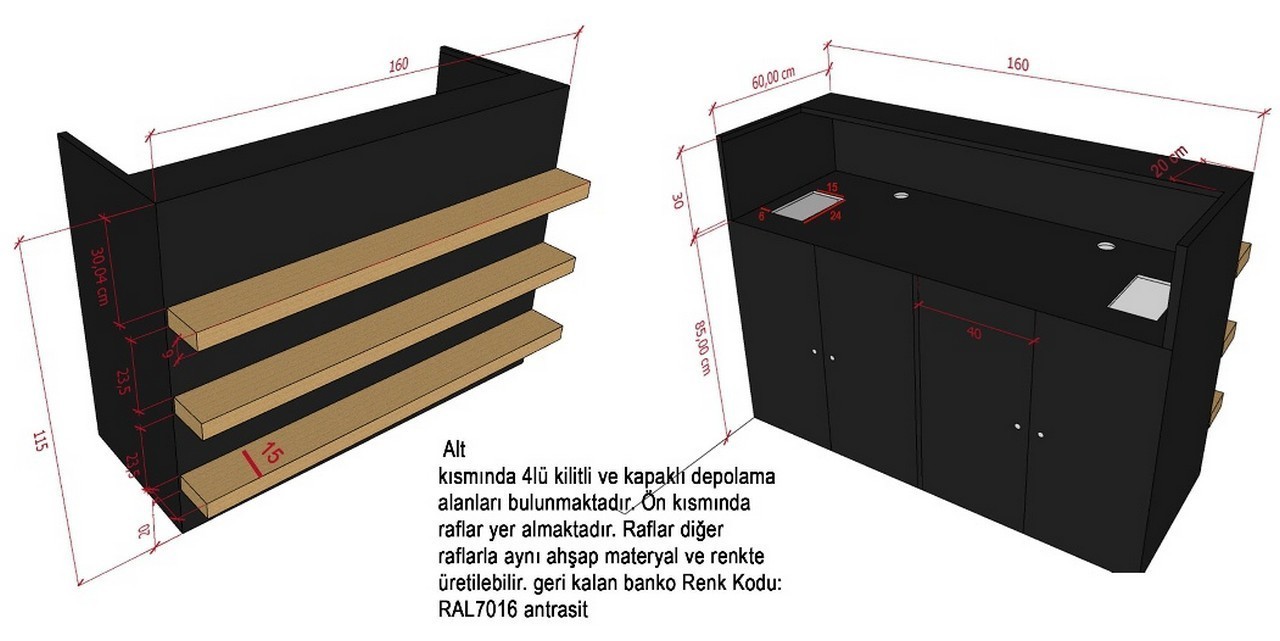 160
30,04 cm
9
23,5
115
23,5
15
20
60,00 cm
160
20 cm
30
15
6
24
85,00 cm
40
Alt
kısmında 4lü kilitli ve kapaklı depolama
alanları bulunmaktadır. Ön kısmında
raflar yer almaktadır. Raflar diğer
raflarla aynı ahşap materyal ve renkte
üretilebilir. geri kalan banko Renk Kodu:
RAL7016 antrasit